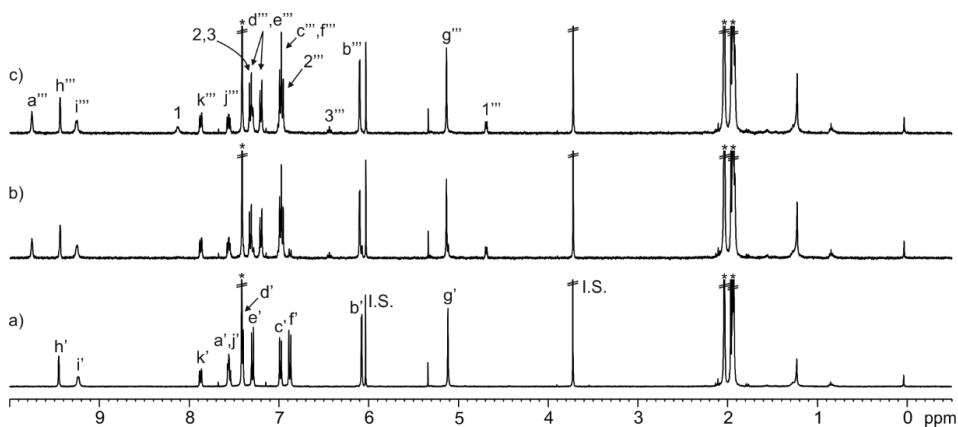 * * *
d''',e'''
2,3 c''',f''' b''' g'''
c) h''' 2'''
a''' i''' 1 k''' j''' 3''' 1'''
* * *
b)
* * *
d' I.S. I.S.
a) e' b' g'
h' a',j' c' f'
i' k'
9 8 7 6 5 4 3 2 1 0 ppm